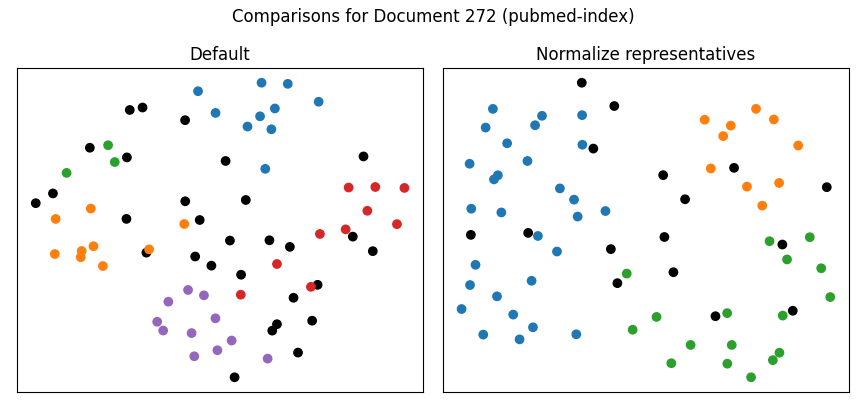 Comparisons for Document 272 (pubmed-index)
Default
Normalize representatives